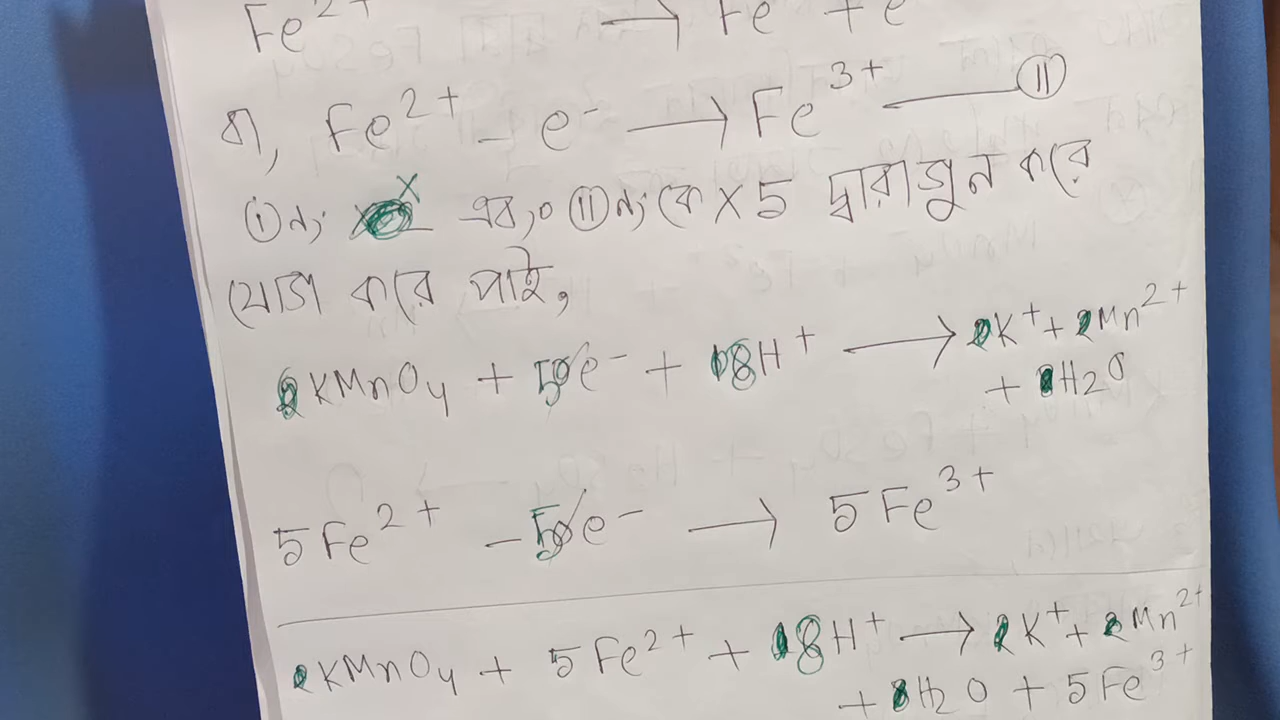 Fe²⁺ ⟶ Fe + e
বা, Fe²⁺ – e⁻ ⟶ Fe³⁺ —— (II)
(i) নং এবং (II) নং কে × 5 দ্বারা গুন করে
যোগ করে পাই,
KMnO4 + 5e⁻ + 8H⁺ ⟶ K⁺ + Mn²⁺
+ H2O
5Fe²⁺ – 5e⁻ ⟶ 5Fe³⁺
KMnO4 + 5Fe²⁺ + 8H⁺ ⟶ K⁺ + Mn²⁺
+ H2O + 5Fe³⁺